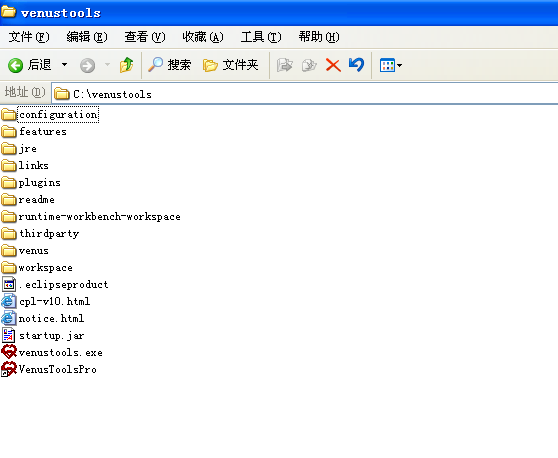 venustools
文件(F) 编辑(E) 查看(V) 收藏(A) 工具(T) 帮助(H)
后退 搜索 文件夹
地址(D) C:\venustools
configuration
features
jre
links
plugins
readme
runtime-workbench-workspace
thirdparty
venus
workspace
.eclipseproduct
cpl-v10.html
notice.html
startup.jar
venustools.exe
VenusToolsPro